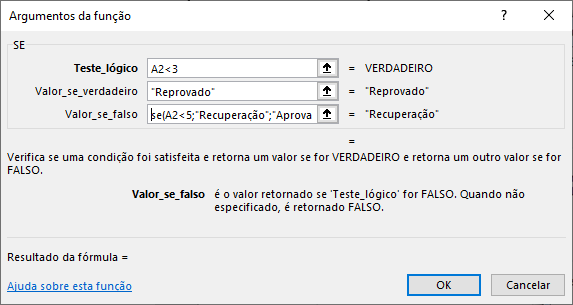 Argumentos da função ? ×
SE
Teste_lógico A2<3 = VERDADEIRO
Valor_se_verdadeiro "Reprovado" = "Reprovado"
Valor_se_falso se(A2<5;"Recuperação";"Aprova = "Recuperação"
=
Verifica se uma condição foi satisfeita e retorna um valor se for VERDADEIRO e retorna um outro valor se for
FALSO.
Valor_se_falso é o valor retornado se 'Teste_lógico' for FALSO. Quando não
especificado, é retornado FALSO.
Resultado da fórmula =
Ajuda sobre esta função OK Cancelar